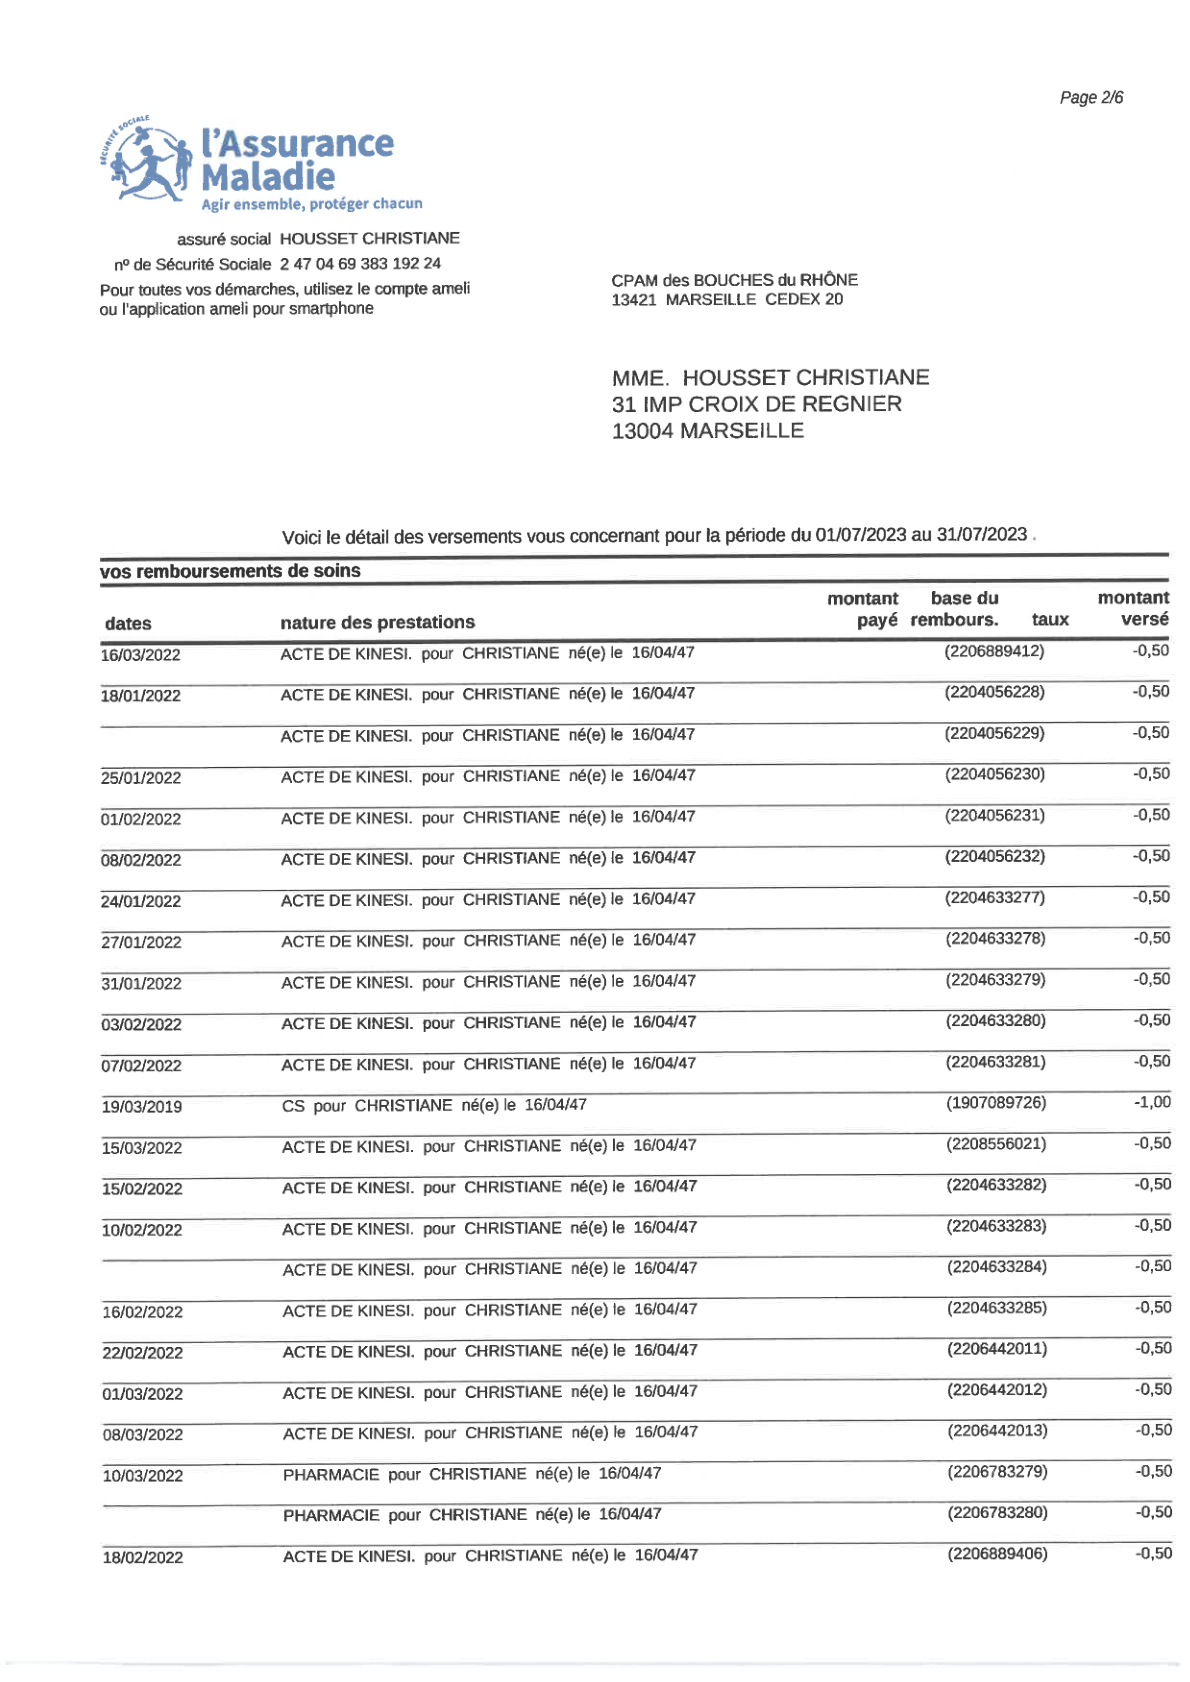 Page 2/6
SÉCURITÉ SOCIALE
l'Assurance
Maladie
Agir ensemble, protéger chacun
assuré social HOUSSET CHRISTIANE
nº de Sécurité Sociale 2 47 04 69 383 192 24
Pour toutes vos démarches, utilisez le compte ameli
ou l'application ameli pour smartphone
CPAM des BOUCHES du RHÔNE
13421 MARSEILLE CEDEX 20
MME. HOUSSET CHRISTIANE
31 IMP CROIX DE REGNIER
13004 MARSEILLE
Voici le détail des versements vous concernant pour la période du 01/07/2023 au 31/07/2023 .
vos remboursements de soins
dates nature des prestations montant payé base du rembours. taux montant versé
16/03/2022 ACTE DE KINESI. pour CHRISTIANE né(e) le 16/04/47 (2206889412) -0,50
18/01/2022 ACTE DE KINESI. pour CHRISTIANE né(e) le 16/04/47 (2204056228) -0,50
ACTE DE KINESI. pour CHRISTIANE né(e) le 16/04/47 (2204056229) -0,50
25/01/2022 ACTE DE KINESI. pour CHRISTIANE né(e) le 16/04/47 (2204056230) -0,50
01/02/2022 ACTE DE KINESI. pour CHRISTIANE né(e) le 16/04/47 (2204056231) -0,50
08/02/2022 ACTE DE KINESI. pour CHRISTIANE né(e) le 16/04/47 (2204056232) -0,50
24/01/2022 ACTE DE KINESI. pour CHRISTIANE né(e) le 16/04/47 (2204633277) -0,50
27/01/2022 ACTE DE KINESI. pour CHRISTIANE né(e) le 16/04/47 (2204633278) -0,50
31/01/2022 ACTE DE KINESI. pour CHRISTIANE né(e) le 16/04/47 (2204633279) -0,50
03/02/2022 ACTE DE KINESI. pour CHRISTIANE né(e) le 16/04/47 (2204633280) -0,50
07/02/2022 ACTE DE KINESI. pour CHRISTIANE né(e) le 16/04/47 (2204633281) -0,50
19/03/2019 CS pour CHRISTIANE né(e) le 16/04/47 (1907089726) -1,00
15/03/2022 ACTE DE KINESI. pour CHRISTIANE né(e) le 16/04/47 (2208556021) -0,50
15/02/2022 ACTE DE KINESI. pour CHRISTIANE né(e) le 16/04/47 (2204633282) -0,50
10/02/2022 ACTE DE KINESI. pour CHRISTIANE né(e) le 16/04/47 (2204633283) -0,50
ACTE DE KINESI. pour CHRISTIANE né(e) le 16/04/47 (2204633284) -0,50
16/02/2022 ACTE DE KINESI. pour CHRISTIANE né(e) le 16/04/47 (2204633285) -0,50
22/02/2022 ACTE DE KINESI. pour CHRISTIANE né(e) le 16/04/47 (2206442011) -0,50
01/03/2022 ACTE DE KINESI. pour CHRISTIANE né(e) le 16/04/47 (2206442012) -0,50
08/03/2022 ACTE DE KINESI. pour CHRISTIANE né(e) le 16/04/47 (2206442013) -0,50
10/03/2022 PHARMACIE pour CHRISTIANE né(e) le 16/04/47 (2206783279) -0,50
PHARMACIE pour CHRISTIANE né(e) le 16/04/47 (2206783280) -0,50
18/02/2022 ACTE DE KINESI. pour CHRISTIANE né(e) le 16/04/47 (2206889406) -0,50